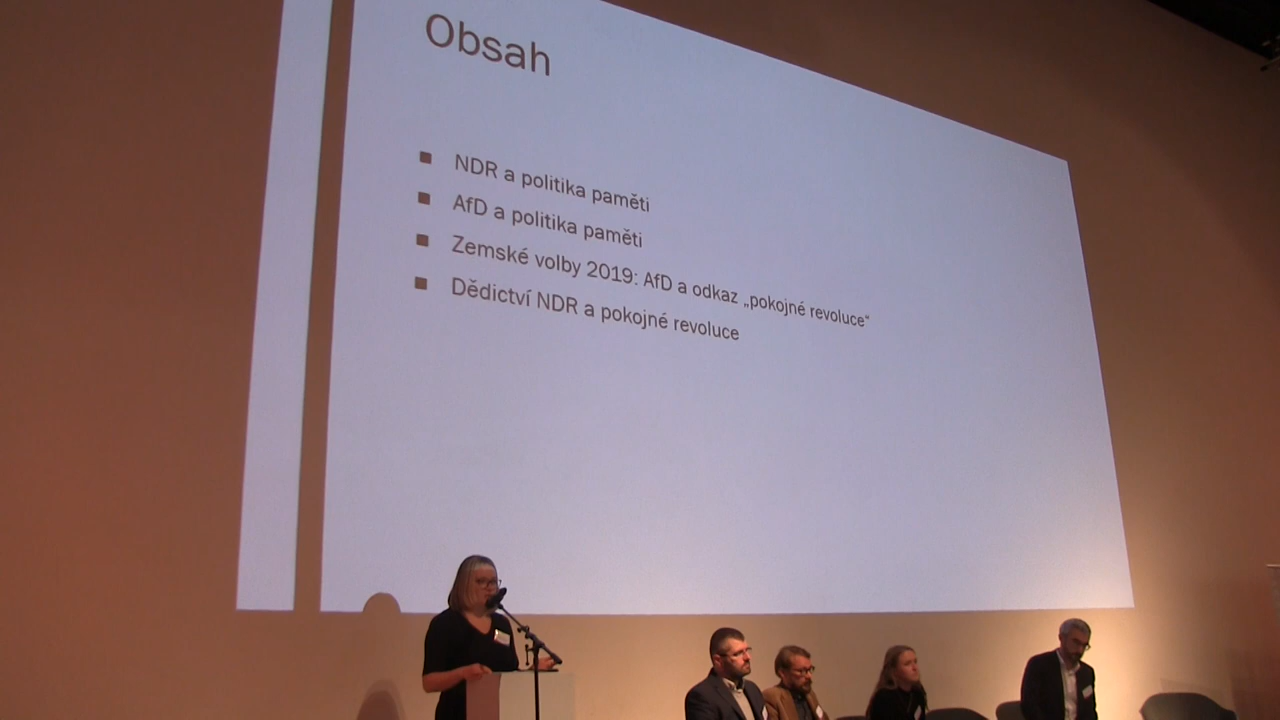 Obsah
NDR a politika paměti
AfD a politika paměti
Zemské volby 2019: AfD a odkaz „pokojné revoluce“
Dědictví NDR a pokojné revoluce